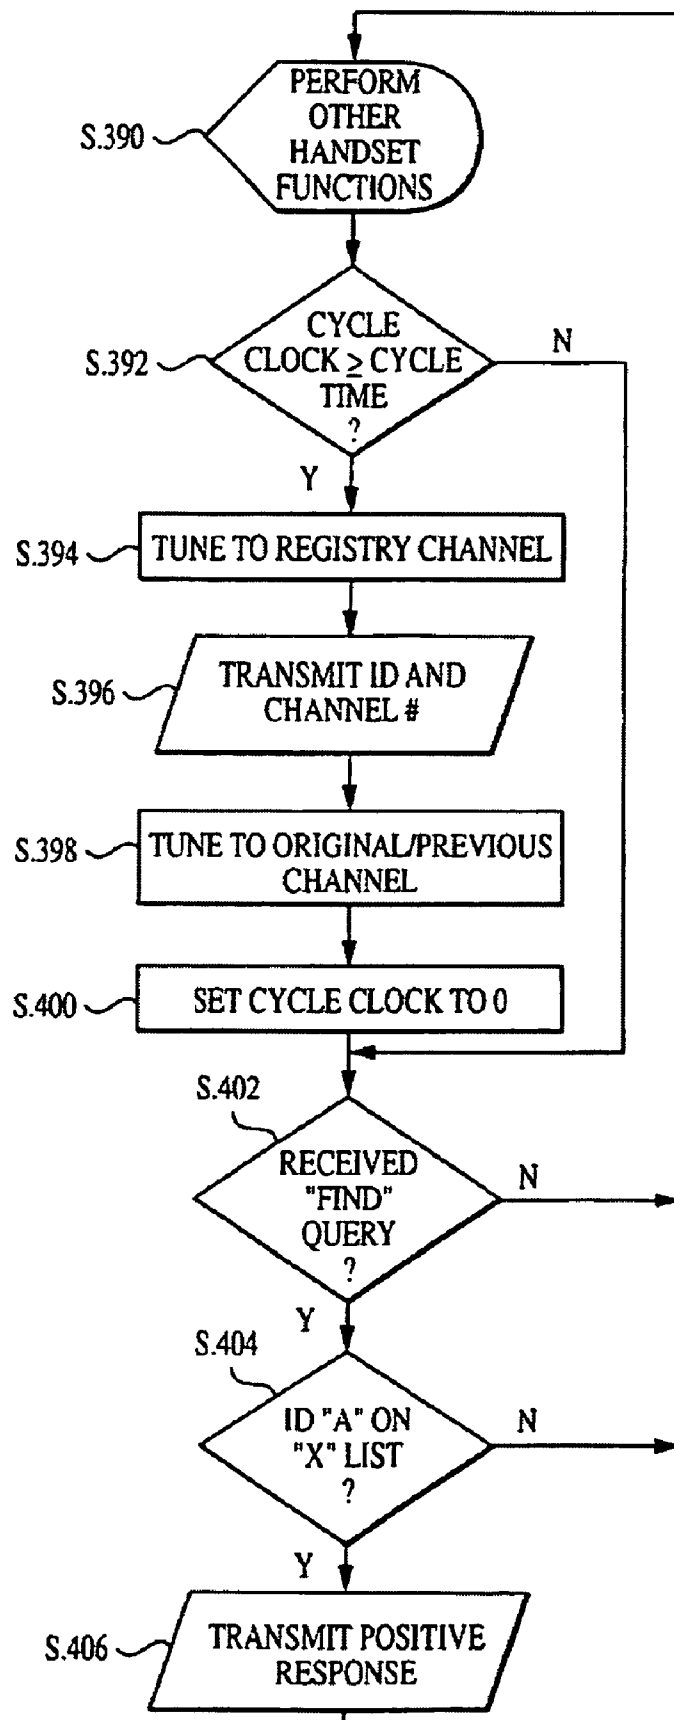 PERFORM
OTHER
HANDSET
FUNCTIONS
S.390
CYCLE
CLOCK ≥ CYCLE
TIME
?
S.392
N
Y
S.394
TUNE TO REGISTRY CHANNEL
S.396
TRANSMIT ID AND
CHANNEL #
S.398
TUNE TO ORIGINAL/PREVIOUS
CHANNEL
S.400
SET CYCLE CLOCK TO 0
S.402
RECEIVED
"FIND"
QUERY
?
N
Y
S.404
ID "A" ON
"X" LIST
?
N
Y
S.406
TRANSMIT POSITIVE
RESPONSE